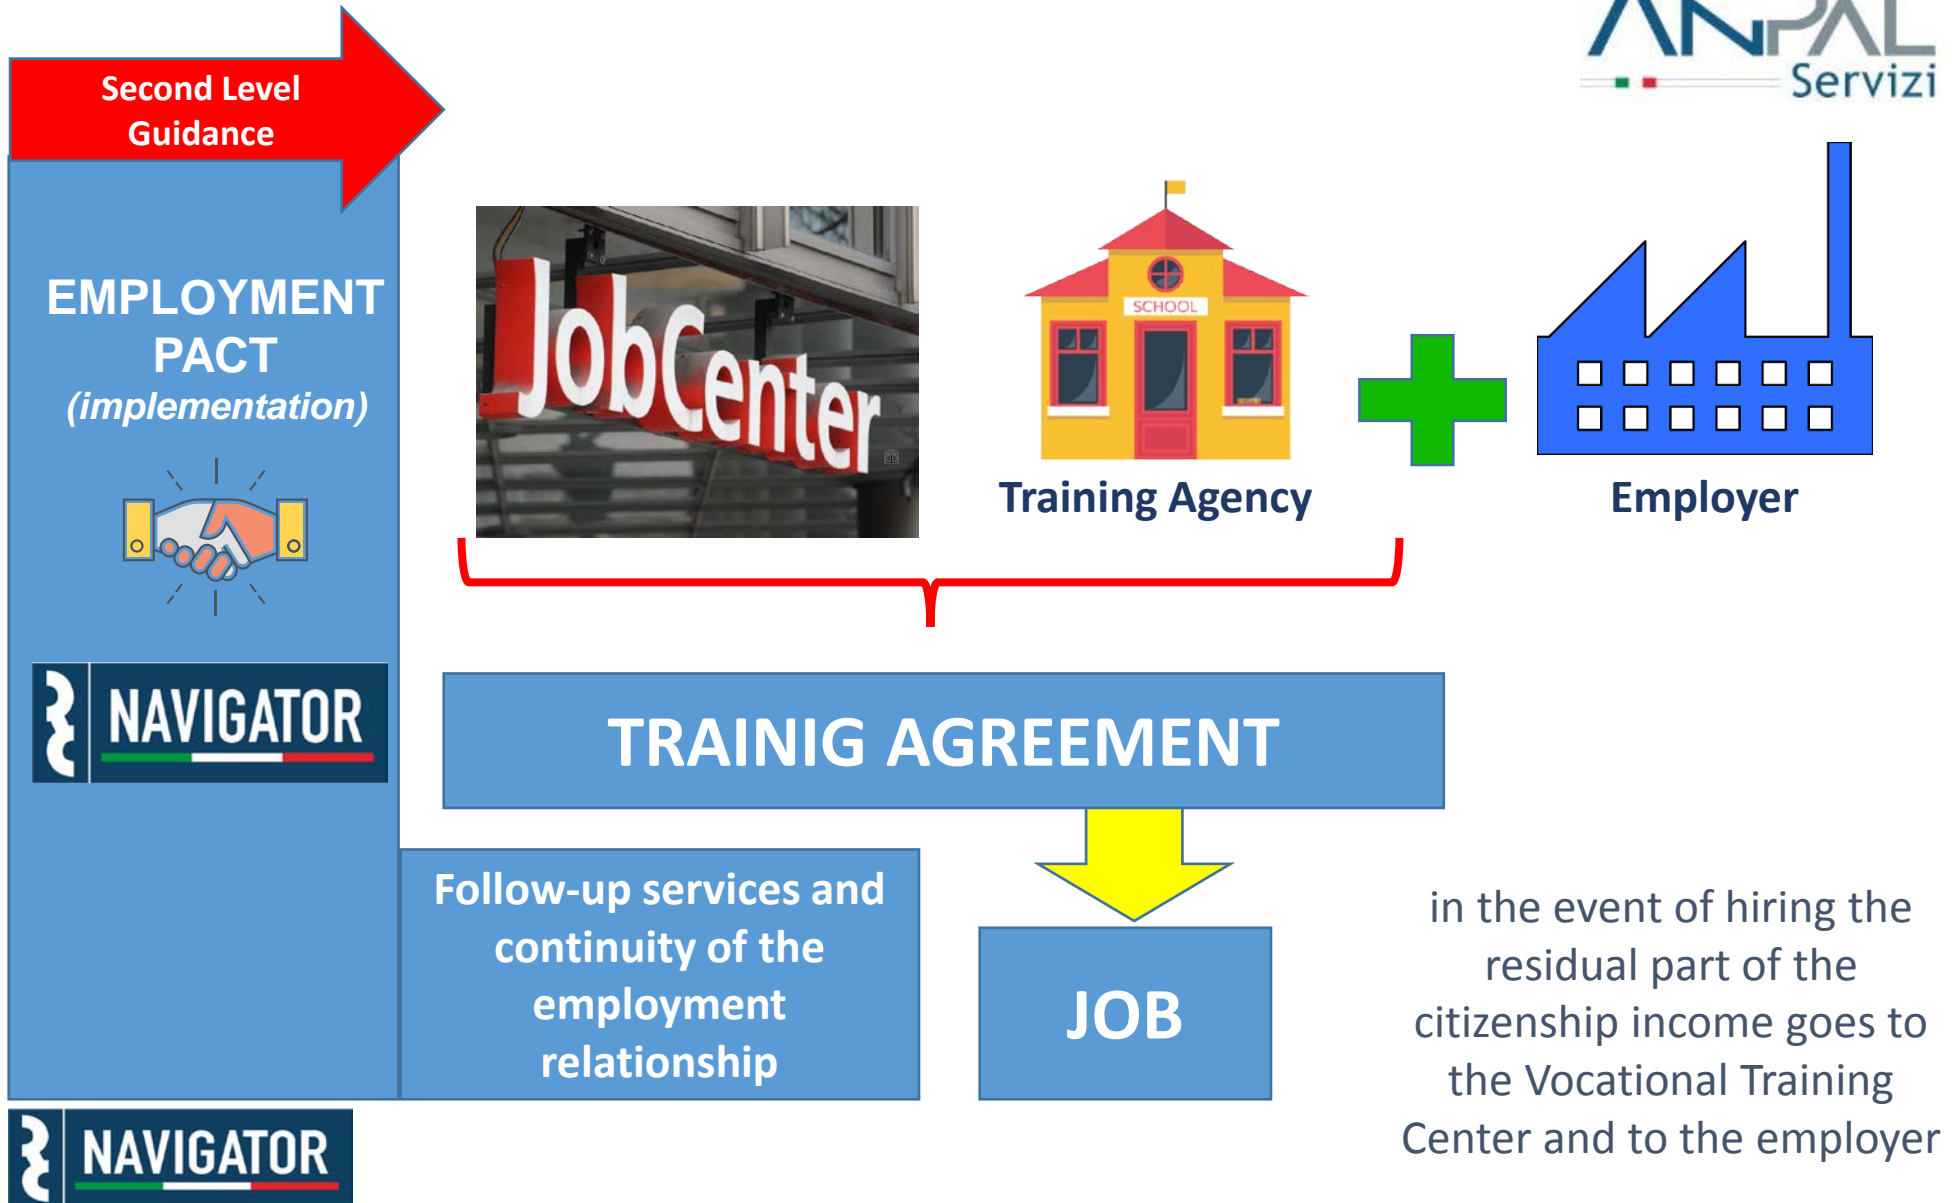 ANPAL
Servizi
Second Level
Guidance
EMPLOYMENT
PACT
(implementation)
NAVIGATOR
JobCenter
SCHOOL
Training Agency
Employer
TRAINIG AGREEMENT
Follow-up services and
continuity of the
employment
relationship
JOB
in the event of hiring the
residual part of the
citizenship income goes to
the Vocational Training
Center and to the employer
NAVIGATOR